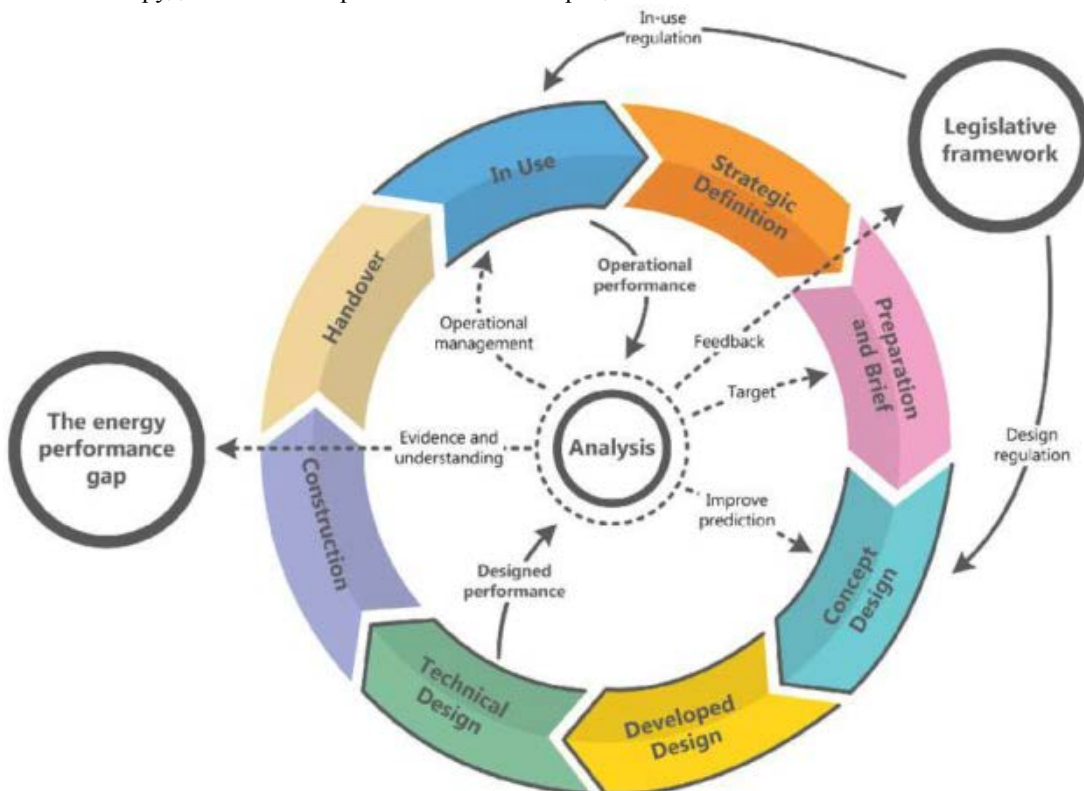 In-use
regulation
Legislative
framework
In Use
Strategic
Definition
Operational
performance
Handover
Operational
management
Feedback
Preparation
and Brief
Target
The energy
performance
gap
Evidence and
understanding
Analysis
Design
regulation
Improve
prediction
Construction
Designed
performance
Concept
Design
Technical
Design
Developed
Design